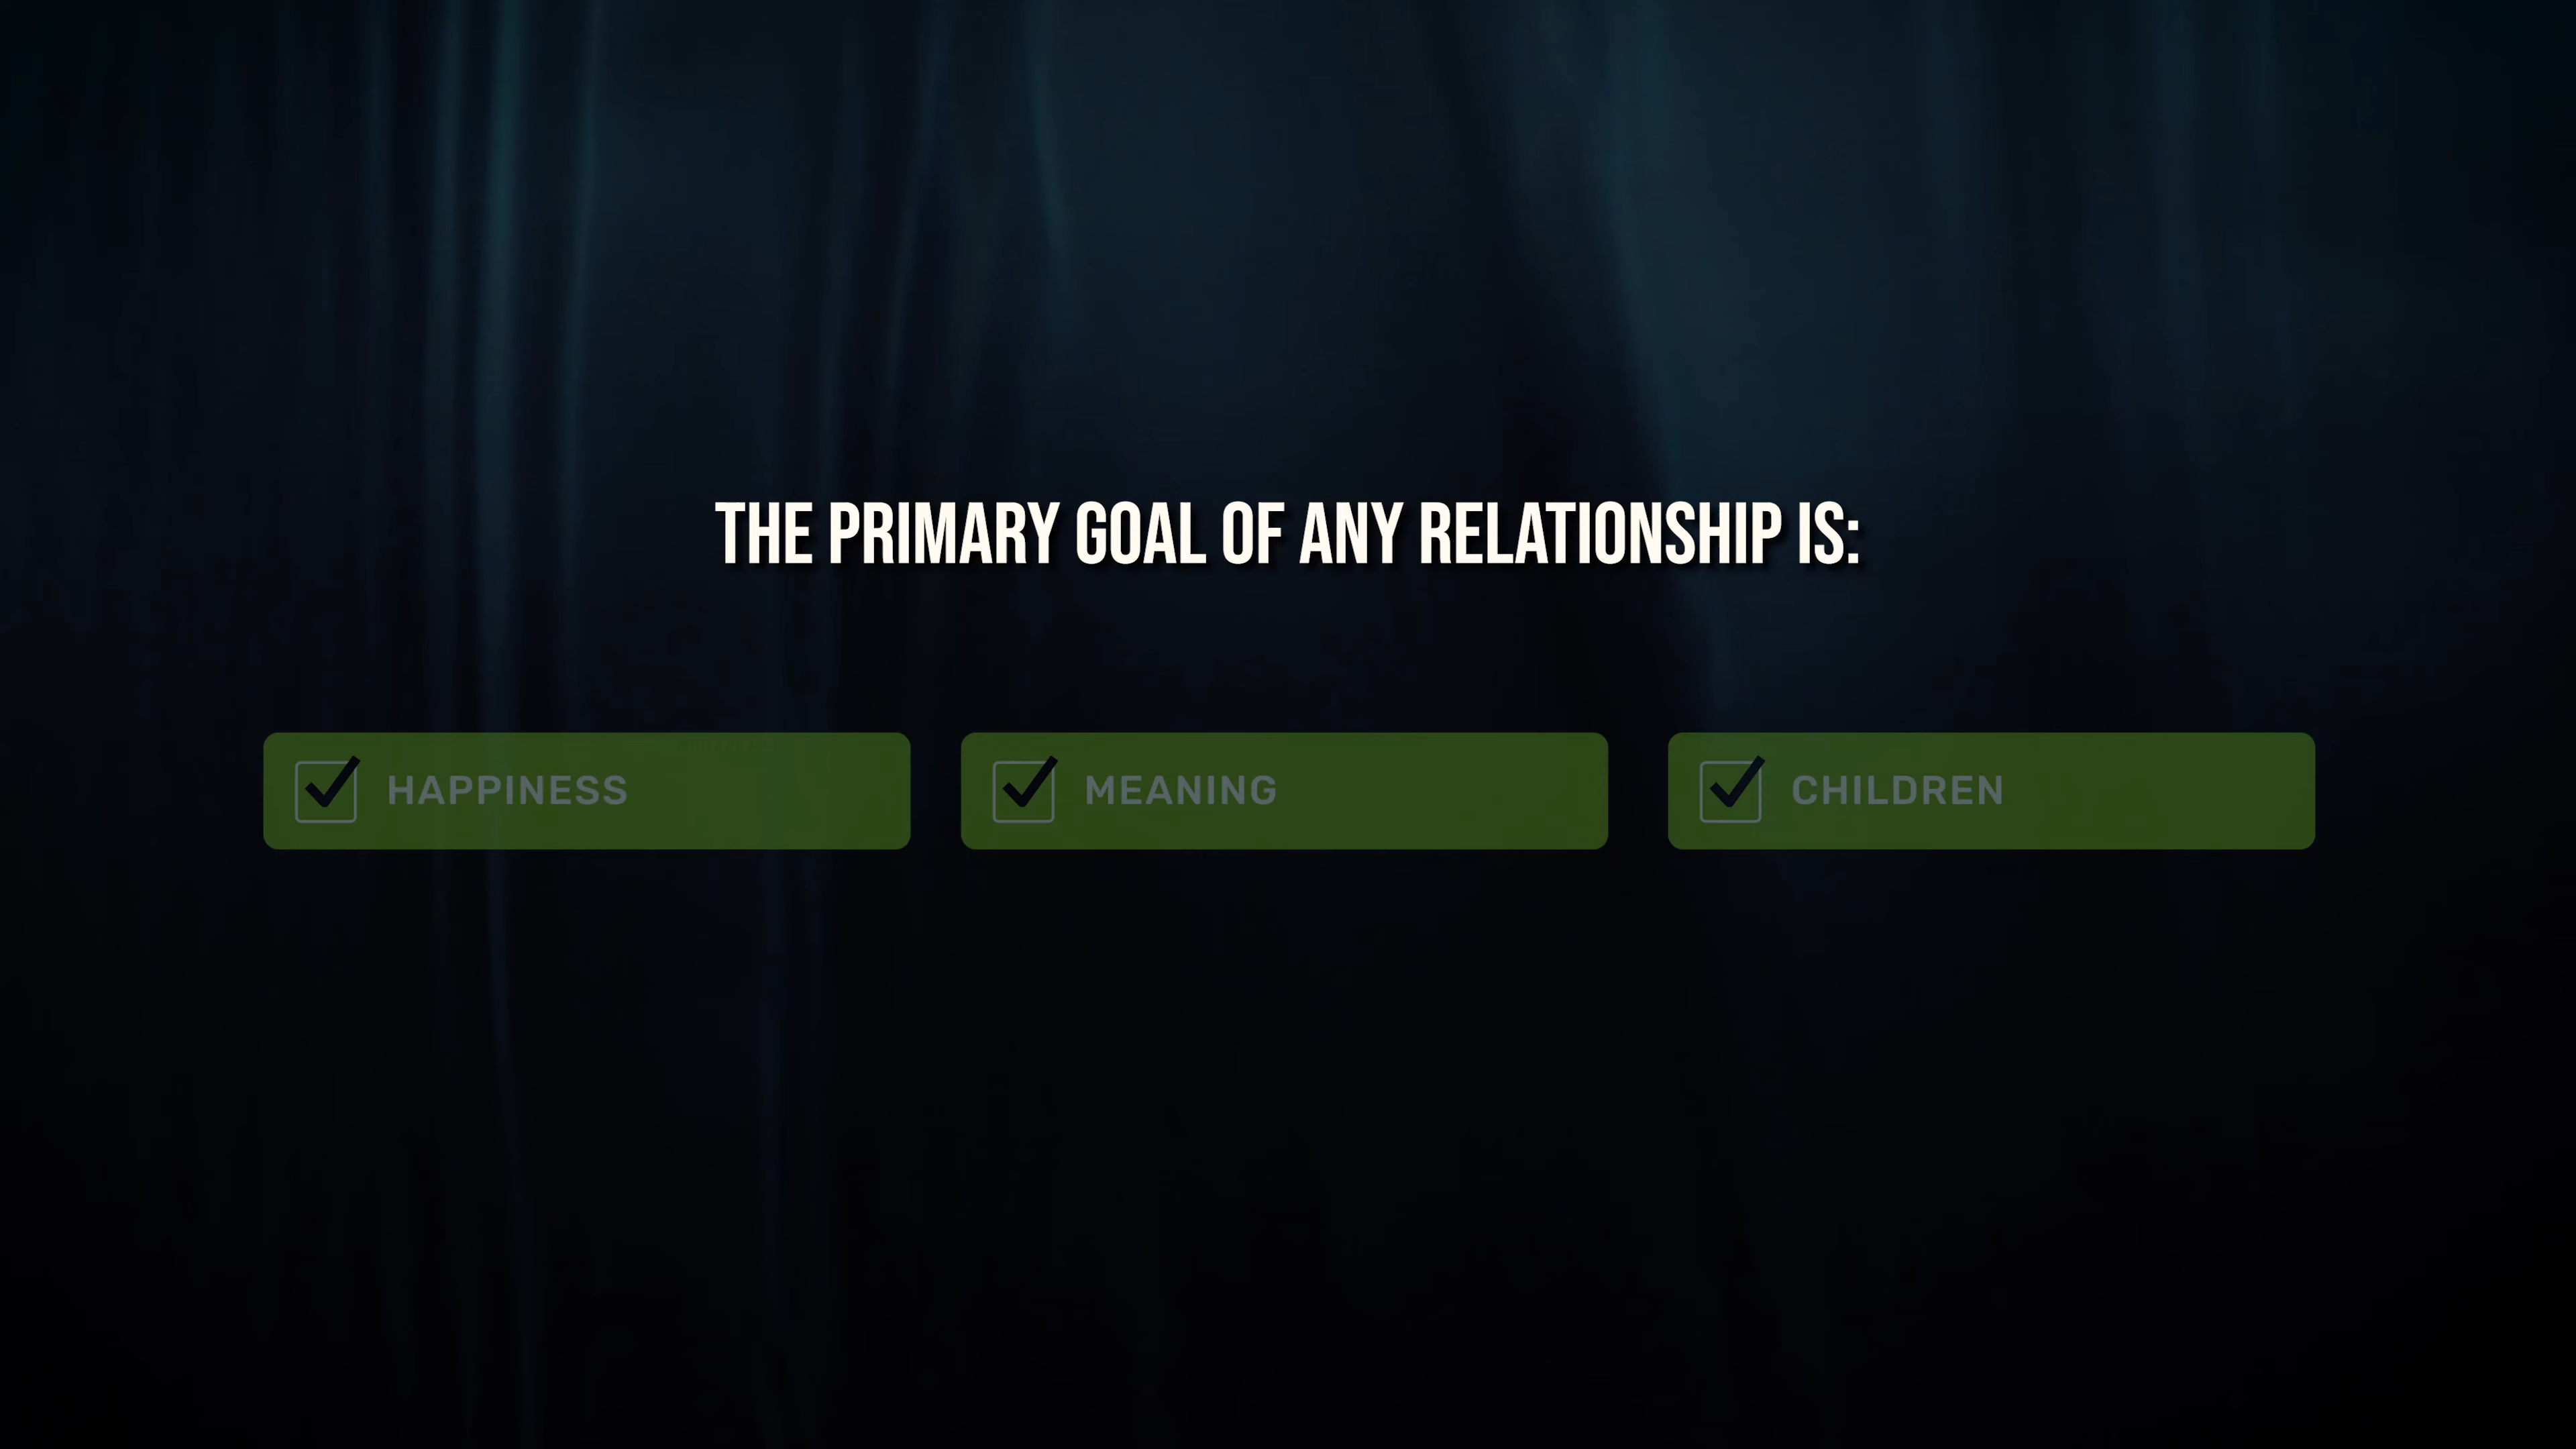 THE PRIMARY GOAL OF ANY RELATIONSHIP IS:
HAPPINESS
MEANING
CHILDREN